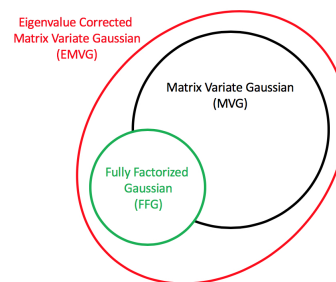 Eigenvalue Corrected
Matrix Variate Gaussian
(EMVG)
Matrix Variate Gaussian
(MVG)
Fully Factorized
Gaussian
(FFG)